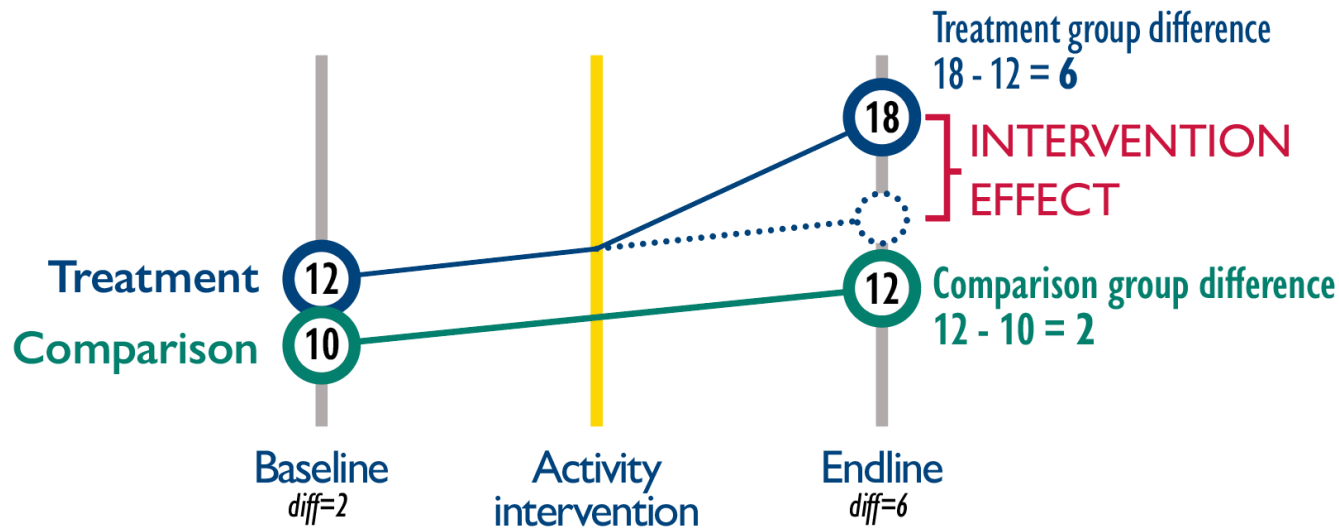 Treatment group difference
18 - 12 = 6
18
INTERVENTION
EFFECT
Treatment
12
Comparison
10
12
Comparison group difference
12 - 10 = 2
Baseline
diff=2
Activity
intervention
Endline
diff=6